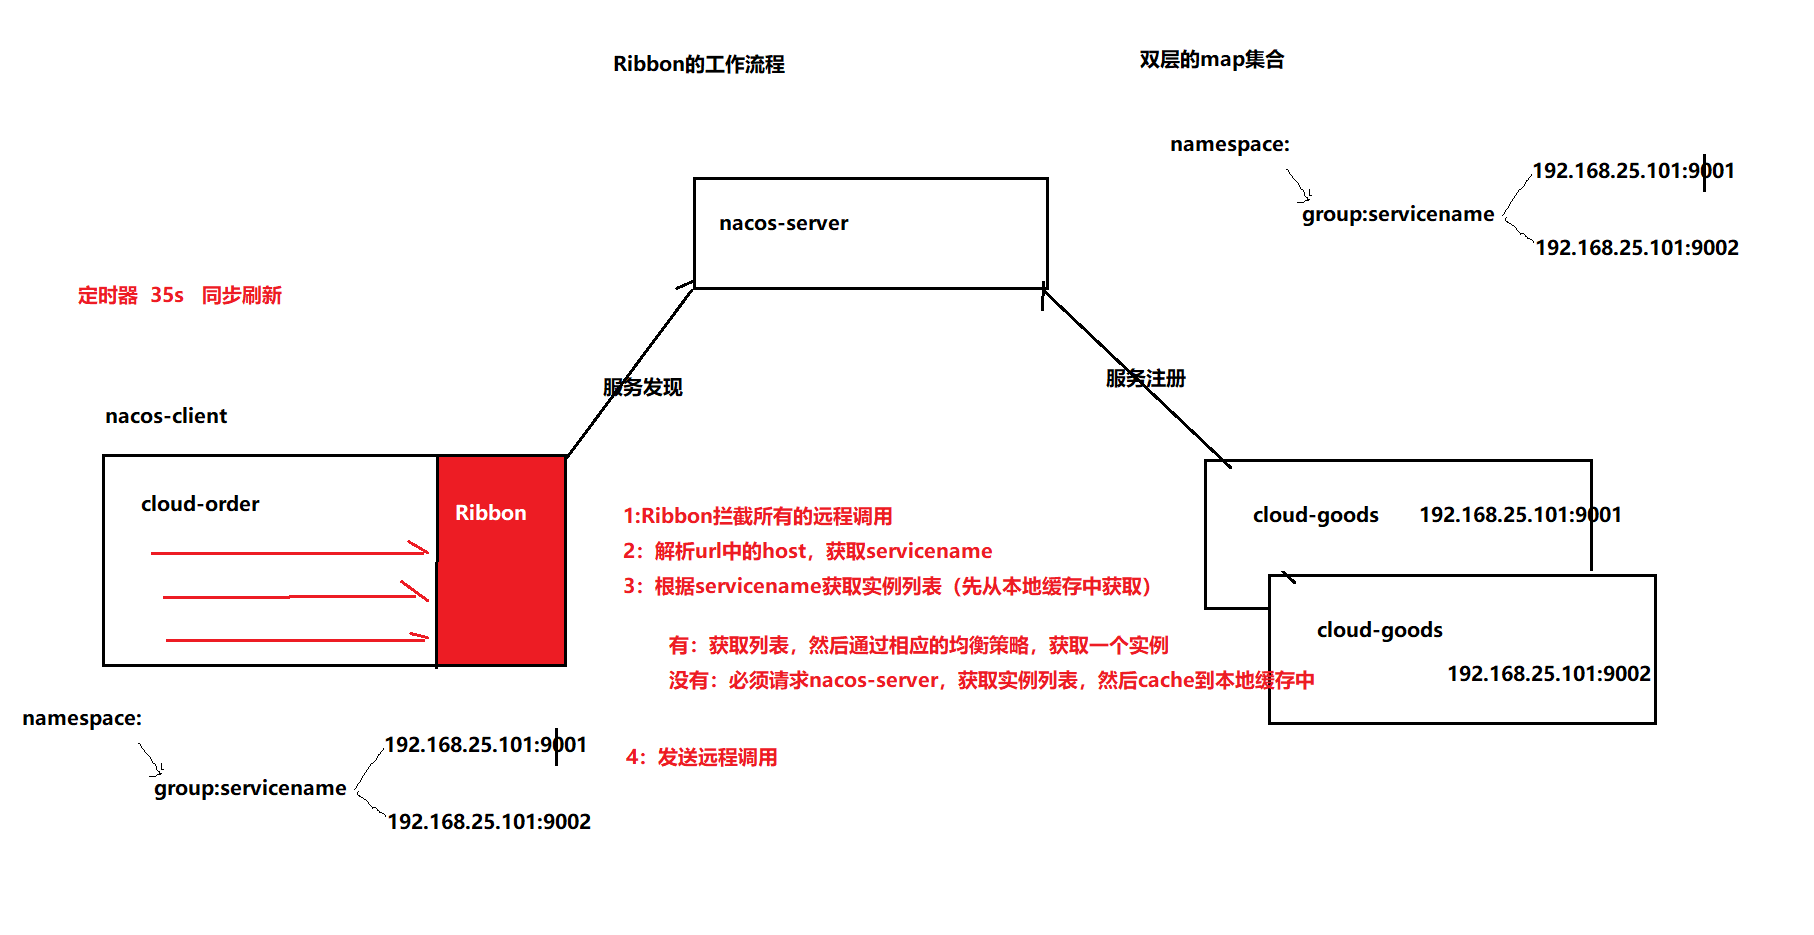 Ribbon的工作流程
双层的map集合
namespace:
192.168.25.101:9001
group:servicename
192.168.25.101:9002
nacos-server
定时器 35s 同步刷新
服务发现
服务注册
nacos-client
cloud-order
Ribbon
1:Ribbon拦截所有的远程调用
2：解析url中的host，获取servicename
3：根据servicename获取实例列表（先从本地缓存中获取）
有：获取列表，然后通过相应的均衡策略，获取一个实例
没有：必须请求nacos-server，获取实例列表，然后cache到本地缓存中
4：发送远程调用
cloud-goods 192.168.25.101:9001
cloud-goods
192.168.25.101:9002
namespace:
192.168.25.101:9001
group:servicename
192.168.25.101:9002